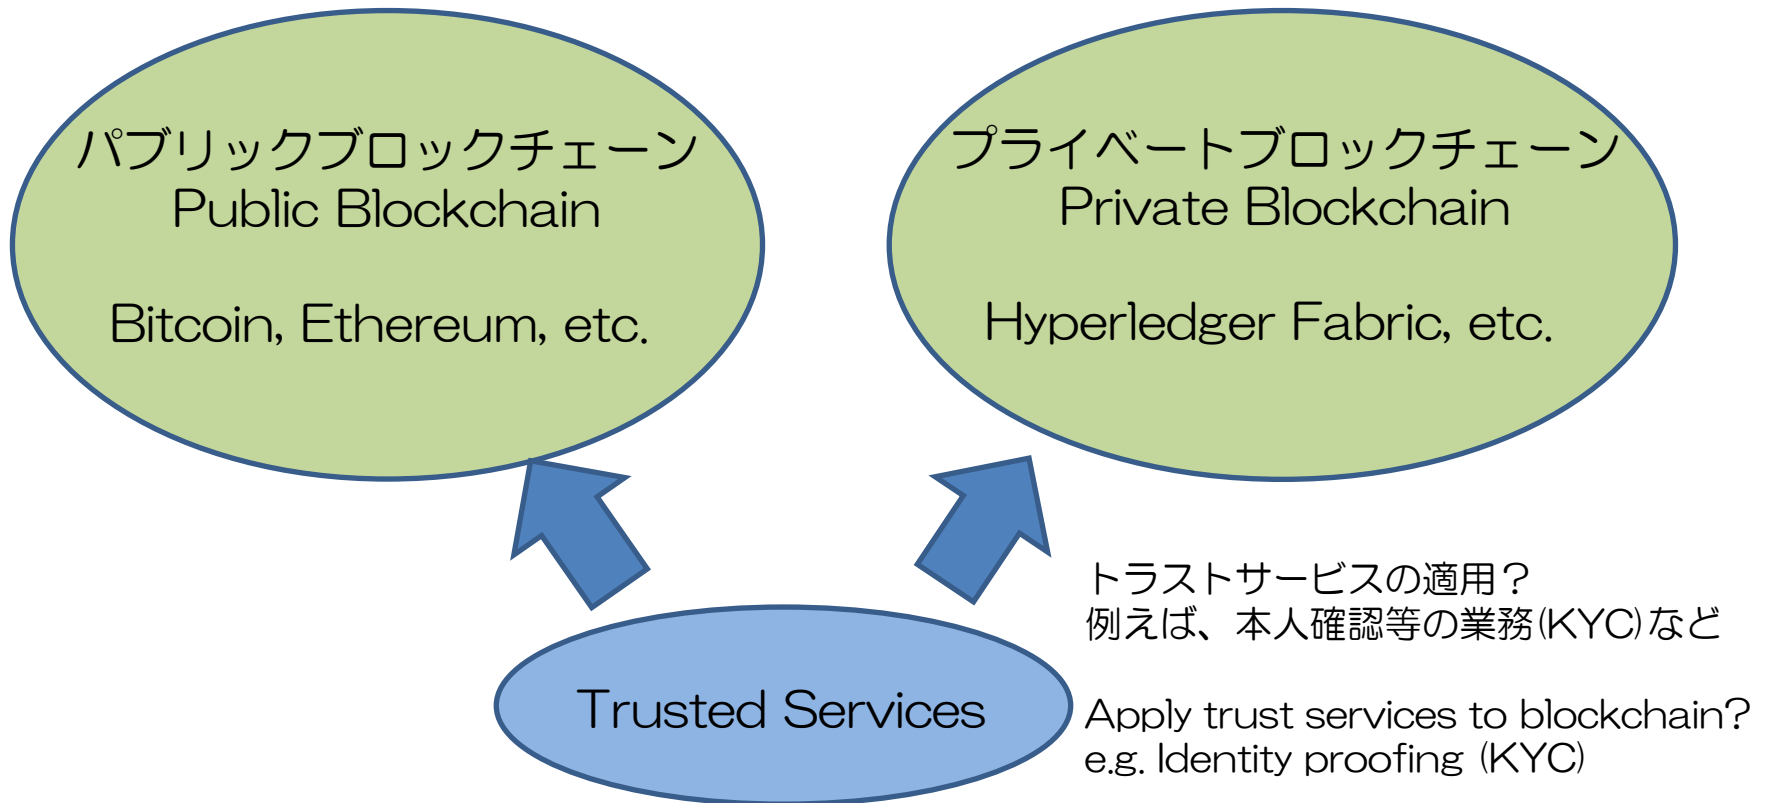 パブリックブロックチェーン
Public Blockchain
Bitcoin, Ethereum, etc.
プライベートブロックチェーン
Private Blockchain
Hyperledger Fabric, etc.
トラストサービスの適用？
例えば、本人確認等の業務(KYC)など
Trusted Services
Apply trust services to blockchain?
e.g. Identity proofing (KYC)